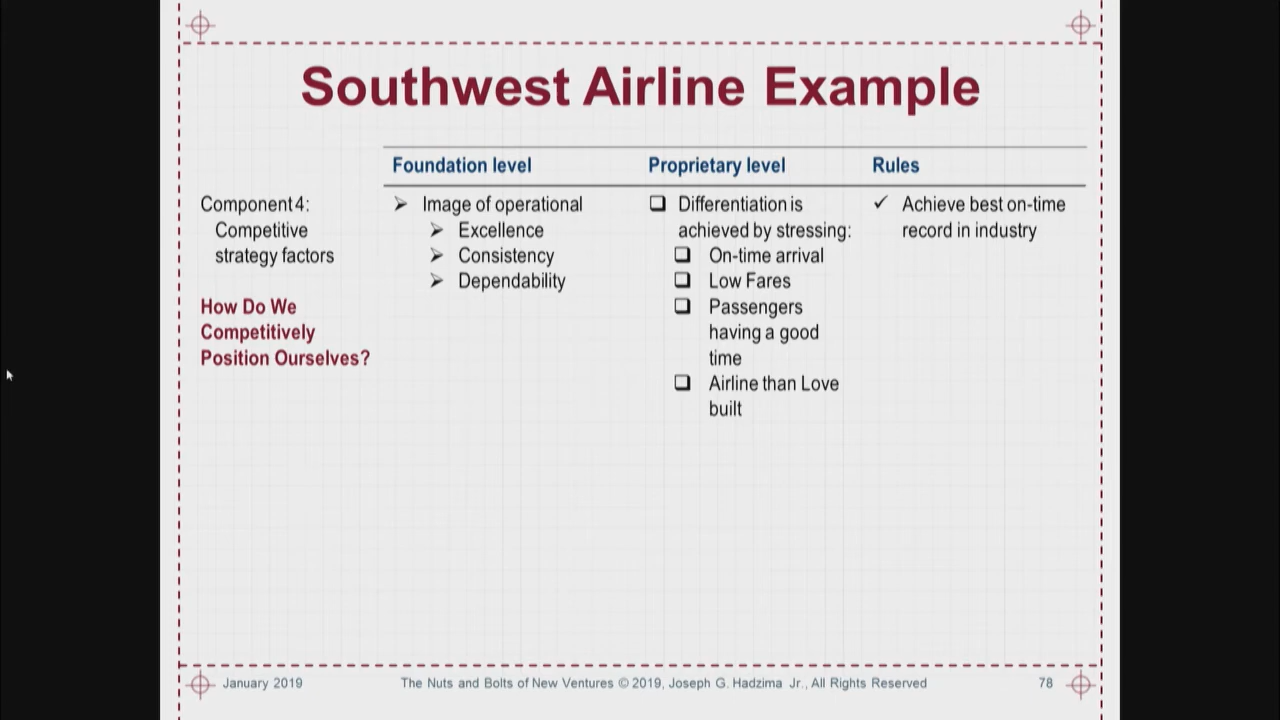 Southwest Airline Example
Foundation level
Proprietary level
Rules
Component 4:
Competitive
strategy factors
How Do We
Competitively
Position Ourselves?
Image of operational
Excellence
Consistency
Dependability
Differentiation is
achieved by stressing:
On-time arrival
Low Fares
Passengers
having a good
time
Airline than Love
built
Achieve best on-time
record in industry
January 2019
The Nuts and Bolts of New Ventures © 2019, Joseph G. Hadzima Jr., All Rights Reserved
78